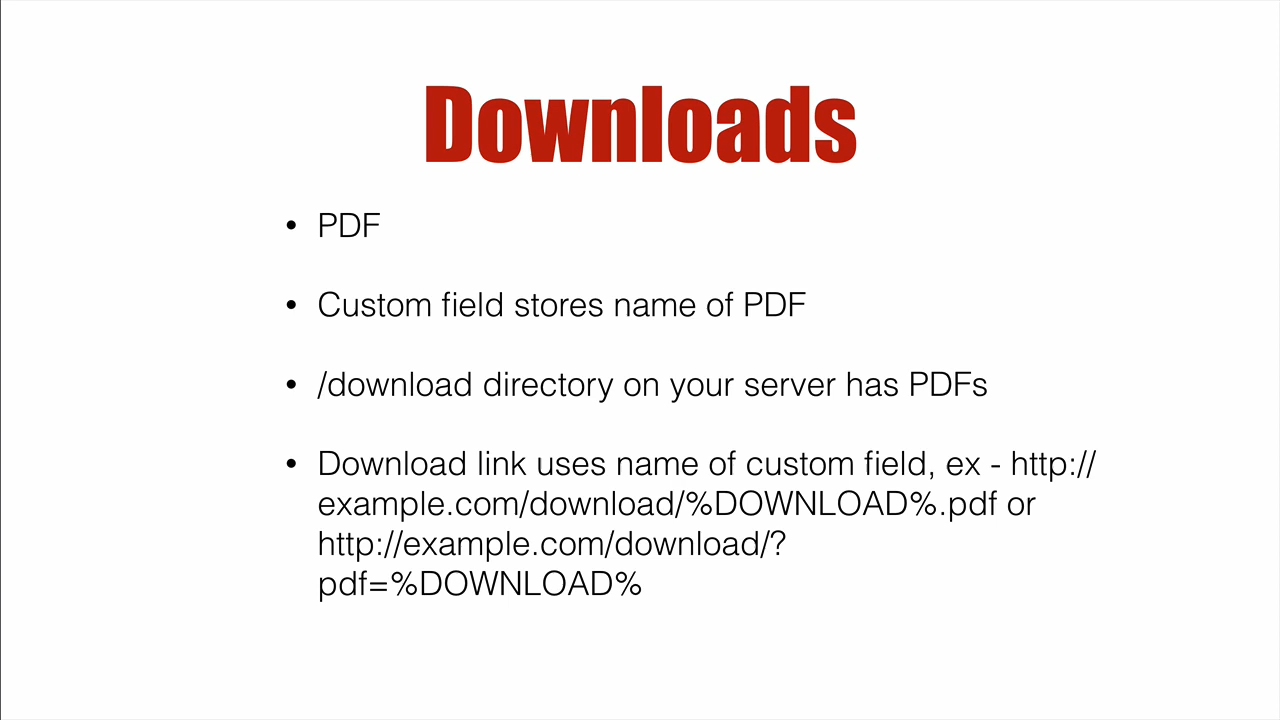 Downloads
• PDF
• Custom field stores name of PDF
• /download directory on your server has PDFs
• Download link uses name of custom field, ex - http://
example.com/download/%DOWNLOAD%.pdf or
http://example.com/download/?
pdf=%DOWNLOAD%